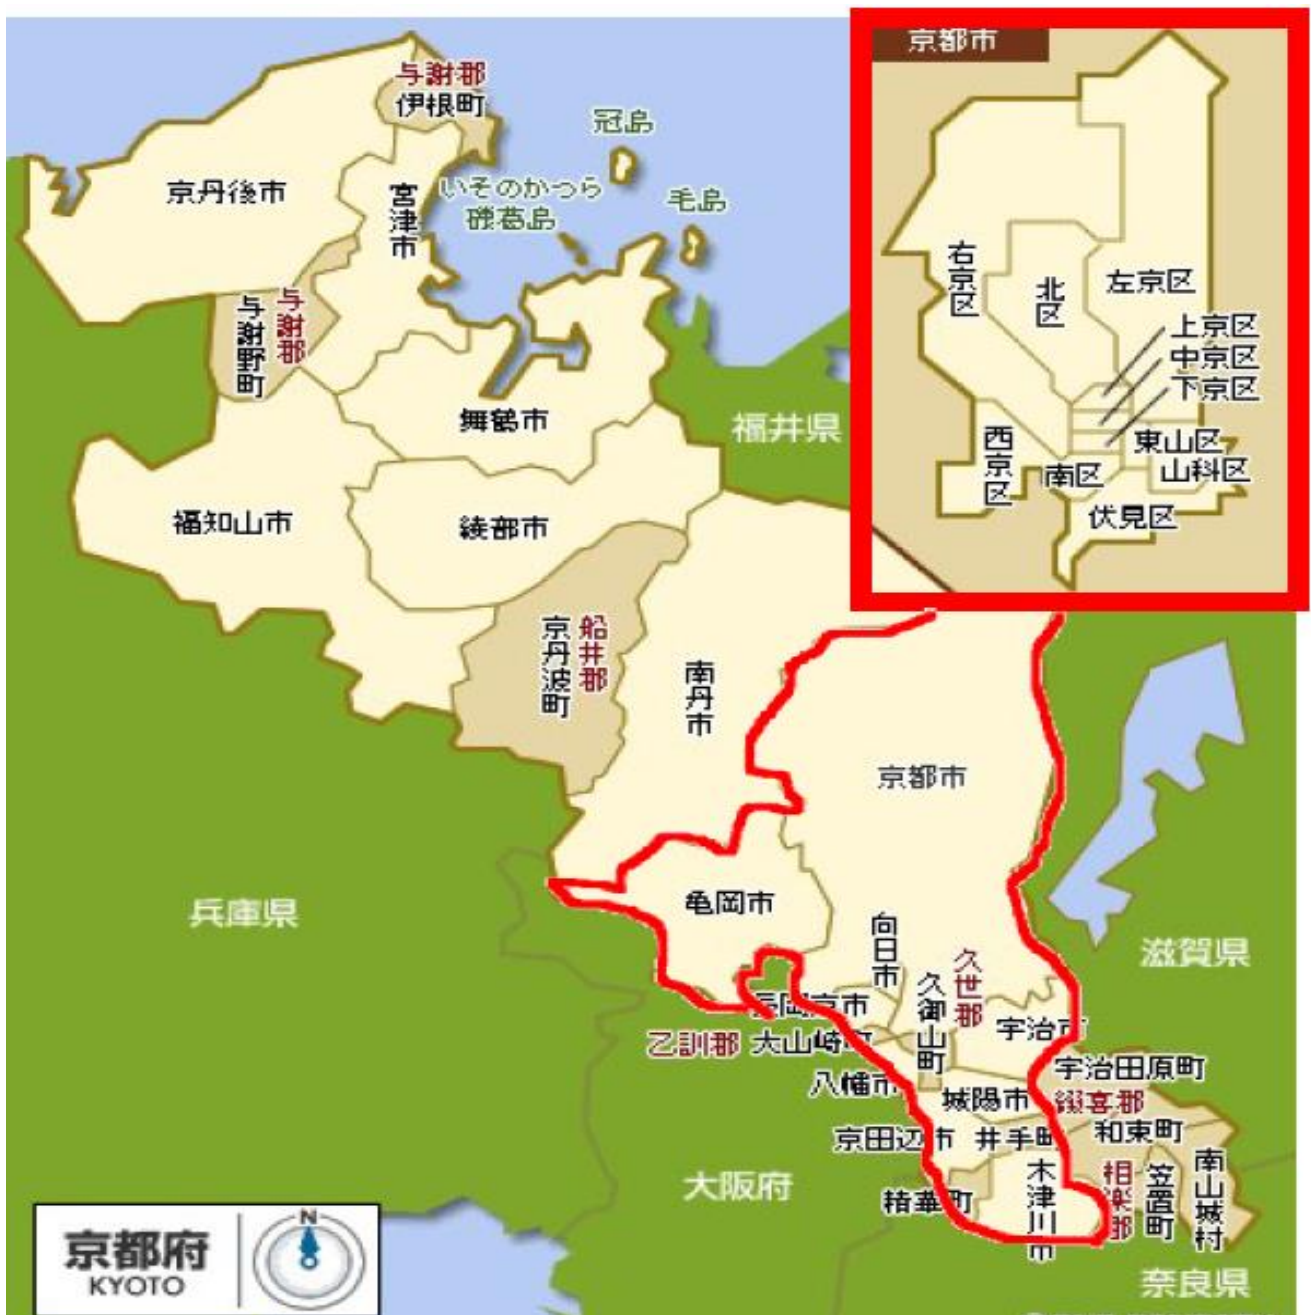 京都市
与謝郡
伊根町
冠島
京丹後市
宮津市
いそのかつら
磯葛島
毛島
右京区
北区
左京区
上京区
中京区
下京区
与謝野町
与謝郡
舞鶴市
福井県
西京区
南区
東山区
山科区
伏見区
福知山市
綾部市
船井郡
京丹波町
南丹市
京都市
亀岡市
兵庫県
向日市
久世郡
久御山町
滋賀県
長岡京市
宇治市
乙訓郡
大山崎町
宇治田原町
八幡市
城陽市
綴喜郡
京田辺市
井手町
和束町
大阪府
精華町
木津川市
相楽郡
笠置町
南山城村
京都府
KYOTO
N
奈良県